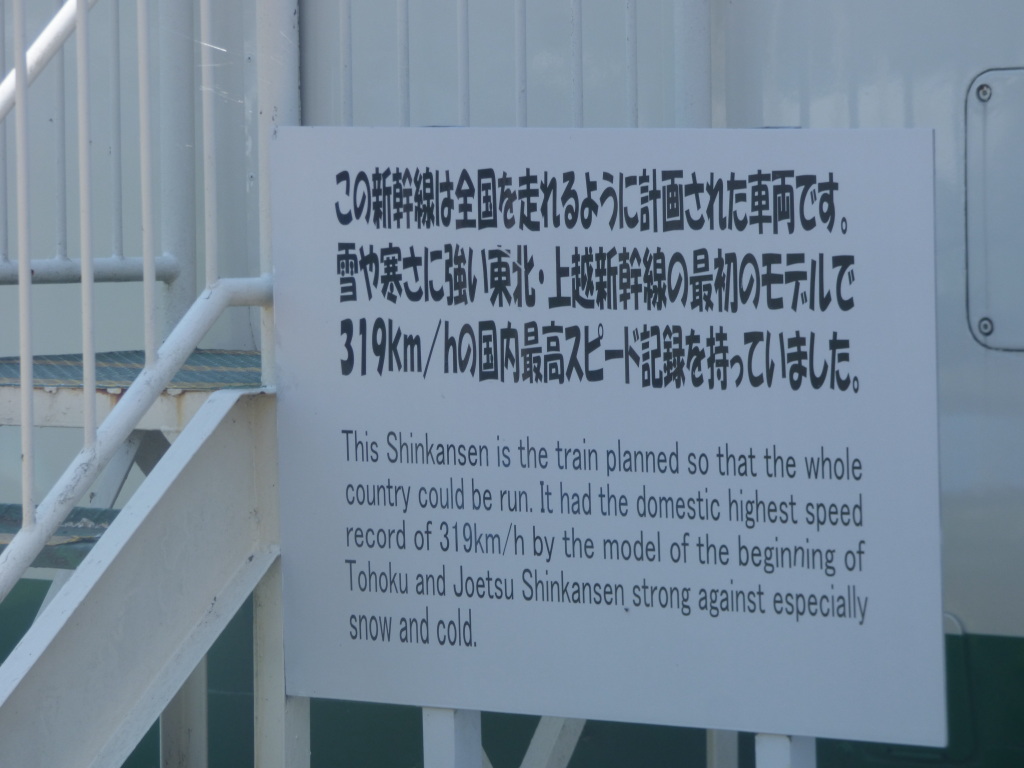 この新幹線は全国を走れるように計画された車両です。
雪や寒さに強い東北・上越新幹線の最初のモデルで
319km/hの国内最高スピード記録を持っていました。
This Shinkansen is the train planned so that the whole
country could be run. It had the domestic highest speed
record of 319km/h by the model of the beginning of
Tohoku and Joetsu Shinkansen strong against especially
snow and cold.